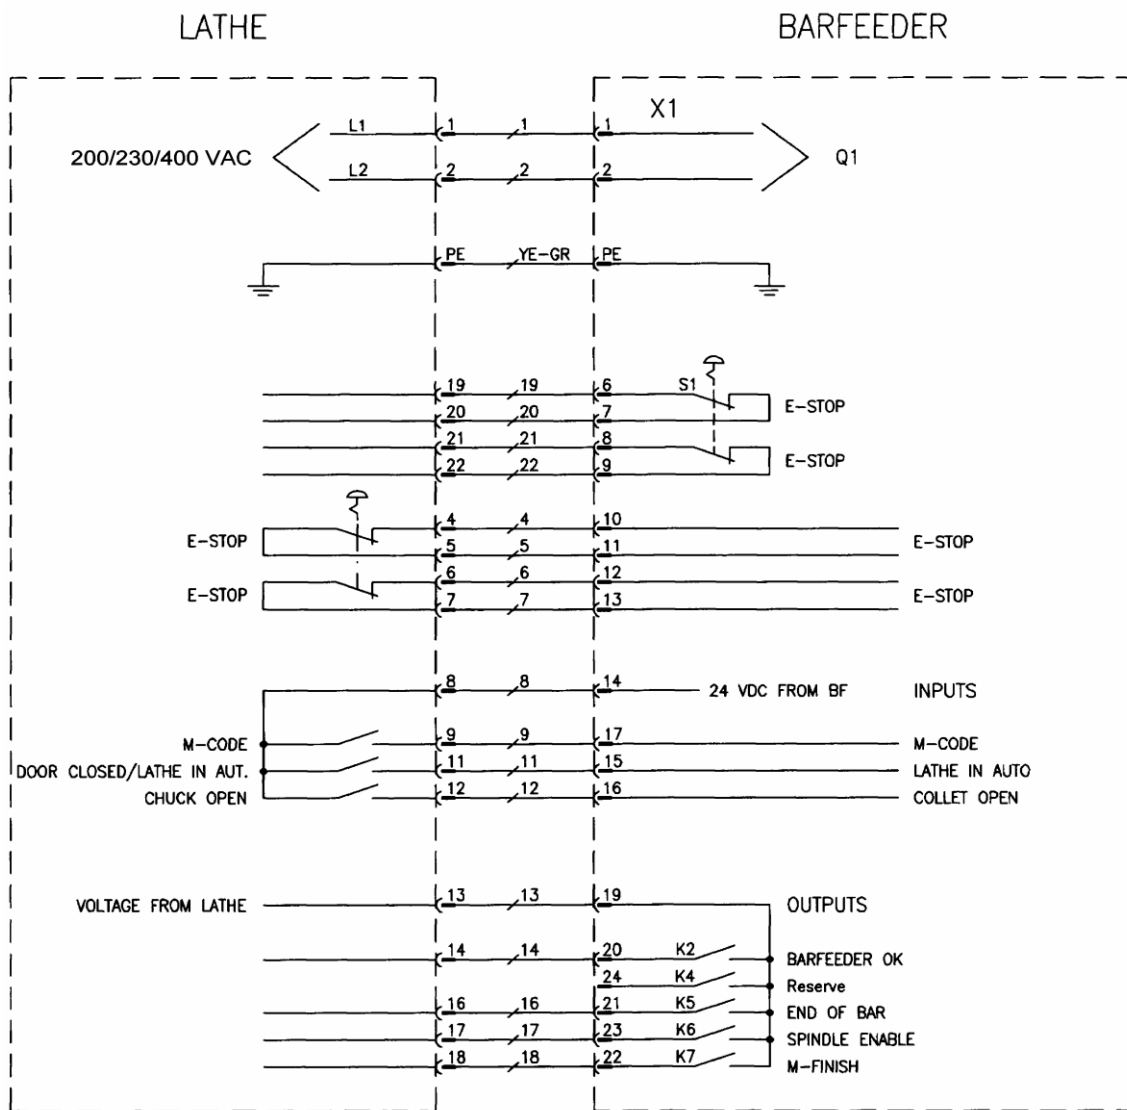 LATHE BARFEEDER
X1
L1 1 1 1
200/230/400 VAC Q1
L2 2 2 2
PE YE-GR PE
19 19 6 S1
E-STOP
20 20 7
21 21 8
E-STOP
22 22 9
4 4 10
E-STOP E-STOP
5 5 11
6 6 12
E-STOP E-STOP
7 7 13
8 8 14 24 VDC FROM BF INPUTS
M-CODE 9 9 17 M-CODE
DOOR CLOSED/LATHE IN AUT. 11 11 15 LATHE IN AUTO
CHUCK OPEN 12 12 16 COLLET OPEN
VOLTAGE FROM LATHE 13 13 19 OUTPUTS
14 14 20 K2 BARFEEDER OK
24 K4 Reserve
16 16 21 K5 END OF BAR
17 17 23 K6 SPINDLE ENABLE
18 18 22 K7 M-FINISH